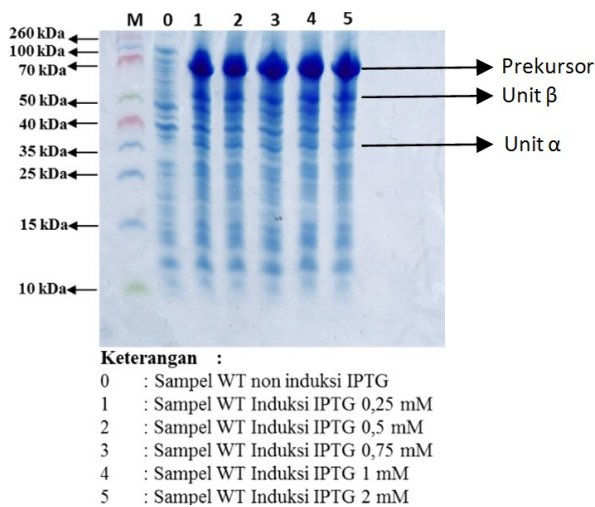 M 0 1 2 3 4 5
260 kDa
100 kDa
70 kDa
Prekursor
50 kDa
Unit β
40 kDa
35 kDa
Unit α
25 kDa
15 kDa
10 kDa
Keterangan :
0 : Sampel WT non induksi IPTG
1 : Sampel WT Induksi IPTG 0,25 mM
2 : Sampel WT Induksi IPTG 0,5 mM
3 : Sampel WT Induksi IPTG 0,75 mM
4 : Sampel WT Induksi IPTG 1 mM
5 : Sampel WT Induksi IPTG 2 mM